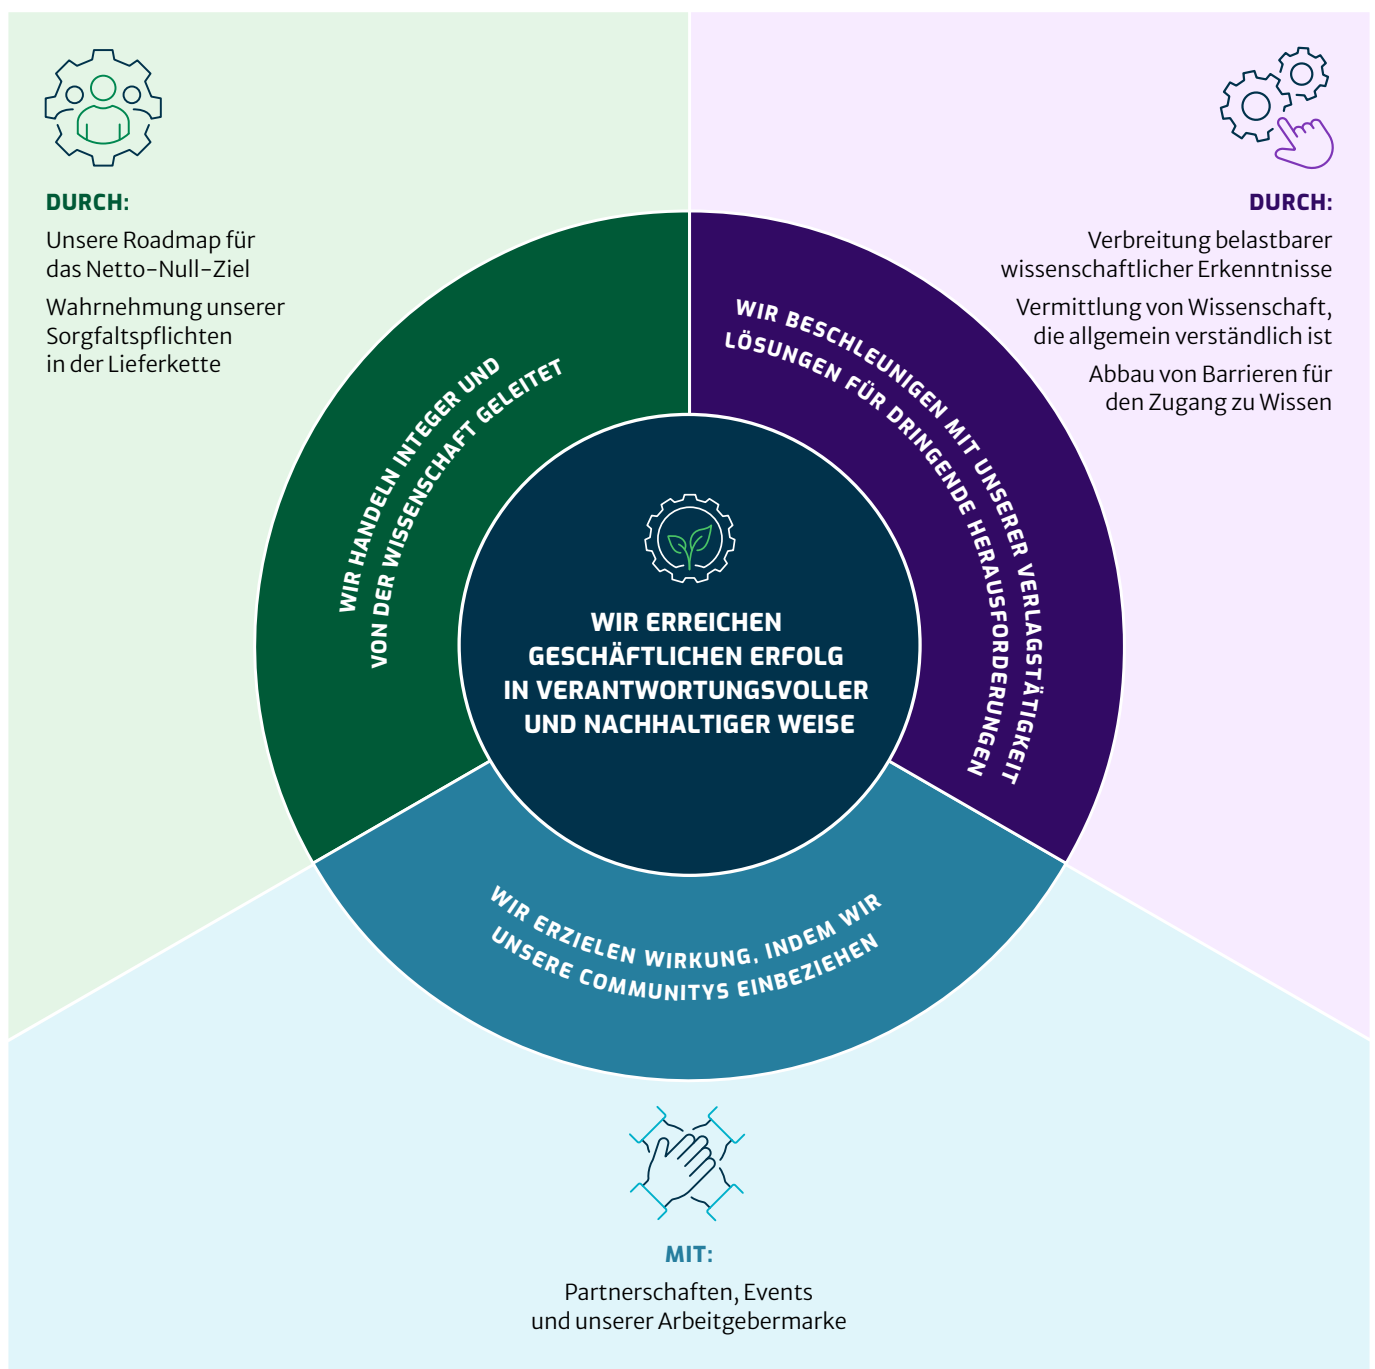 DURCH:
Unsere Roadmap für
das Netto-Null-Ziel
Wahrnehmung unserer
Sorgfaltspflichten
in der Lieferkette
DURCH:
Verbreitung belastbarer
wissenschaftlicher Erkenntnisse
Vermittlung von Wissenschaft,
die allgemein verständlich ist
Abbau von Barrieren für
den Zugang zu Wissen
WIR HANDELN INTEGER UND
VON DER WISSENSCHAFT GELEITET
WIR BESCHLEUNIGEN MIT UNSERER VERLAGSTÄTIGKEIT
LÖSUNGEN FÜR DRINGENDE HERAUSFORDERUNGEN
WIR ERREICHEN
GESCHÄFTLICHEN ERFOLG
IN VERANTWORTUNGSVOLLER
UND NACHHALTIGER WEISE
WIR ERZIELEN WIRKUNG, INDEM WIR
UNSERE COMMUNITYS EINBEZIEHEN
MIT:
Partnerschaften, Events
und unserer Arbeitgebermarke